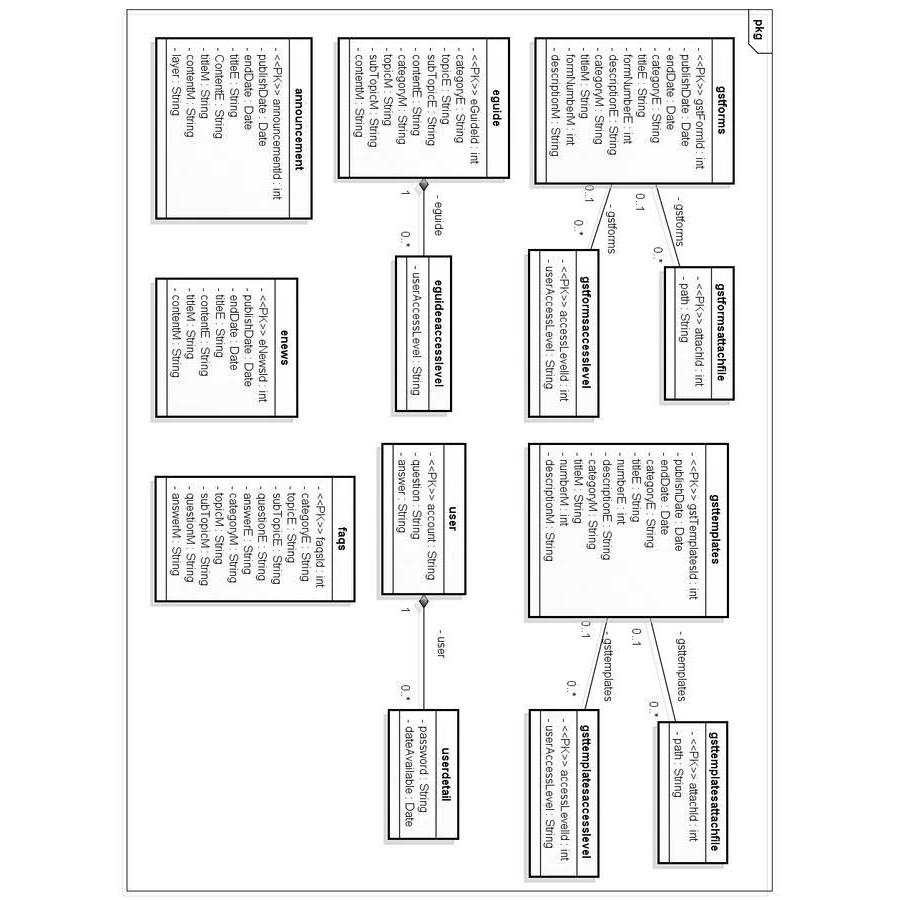 pkg
gstforms
- <<PK>> gstFormId : int
- publishDate : Date
- endDate : Date
- categoryE : String
- titleE : String
- formNumberE : int
- descriptionE : String
- categoryM : String
- titleM : String
- formNumberM : int
- descriptionM : String
- gstforms
0..1
0..*
gstformsattachfile
- <<PK>> attachId : int
- path : String
- gstforms
0..1
0..*
gstformsaccesslevel
- <<PK>> accessLevelId : int
- userAccessLevel : String
gsttemplates
- <<PK>> gstTemplatesId : int
- publishDate : Date
- endDate : Date
- categoryE : String
- titleE : String
- numberE : int
- descriptionE : String
- categoryM : String
- titleM : String
- numberM : int
- descriptionM : String
- gsttemplates
0..1
0..*
gsttemplatesattachfile
- <<PK>> attachId : int
- path : String
- gsttemplates
0..1
0..*
gsttemplatesaccesslevel
- <<PK>> accessLevelId : int
- userAccessLevel : String
eguide
- <<PK>> eGuideId : int
- categoryE : String
- topicE : String
- subTopicE : String
- contentE : String
- categoryM : String
- topicM : String
- subTopicM : String
- contentM : String
- eguide
1
0..*
eguideeaccesslevel
- userAccessLevel : String
user
- <<PK>> account : String
- question : String
- answer : String
- user
1
0..*
userdetail
- password : String
- dateAvailable : Date
announcement
- <<PK>> announcementId : int
- publishDate : Date
- endDate : Date
- titleE : String
- ContentE : String
- titleM : String
- contentM : String
- layer : String
enews
- <<PK>> eNewsId : int
- publishDate : Date
- endDate : Date
- titleE : String
- contentE : String
- titleM : String
- contentM : String
faqs
- <<PK>> faqsId : int
- categoryE : String
- topicE : String
- subTopicE : String
- questionE : String
- answerE : String
- categoryM : String
- topicM : String
- subTopicM : String
- questionM : String
- answerM : String